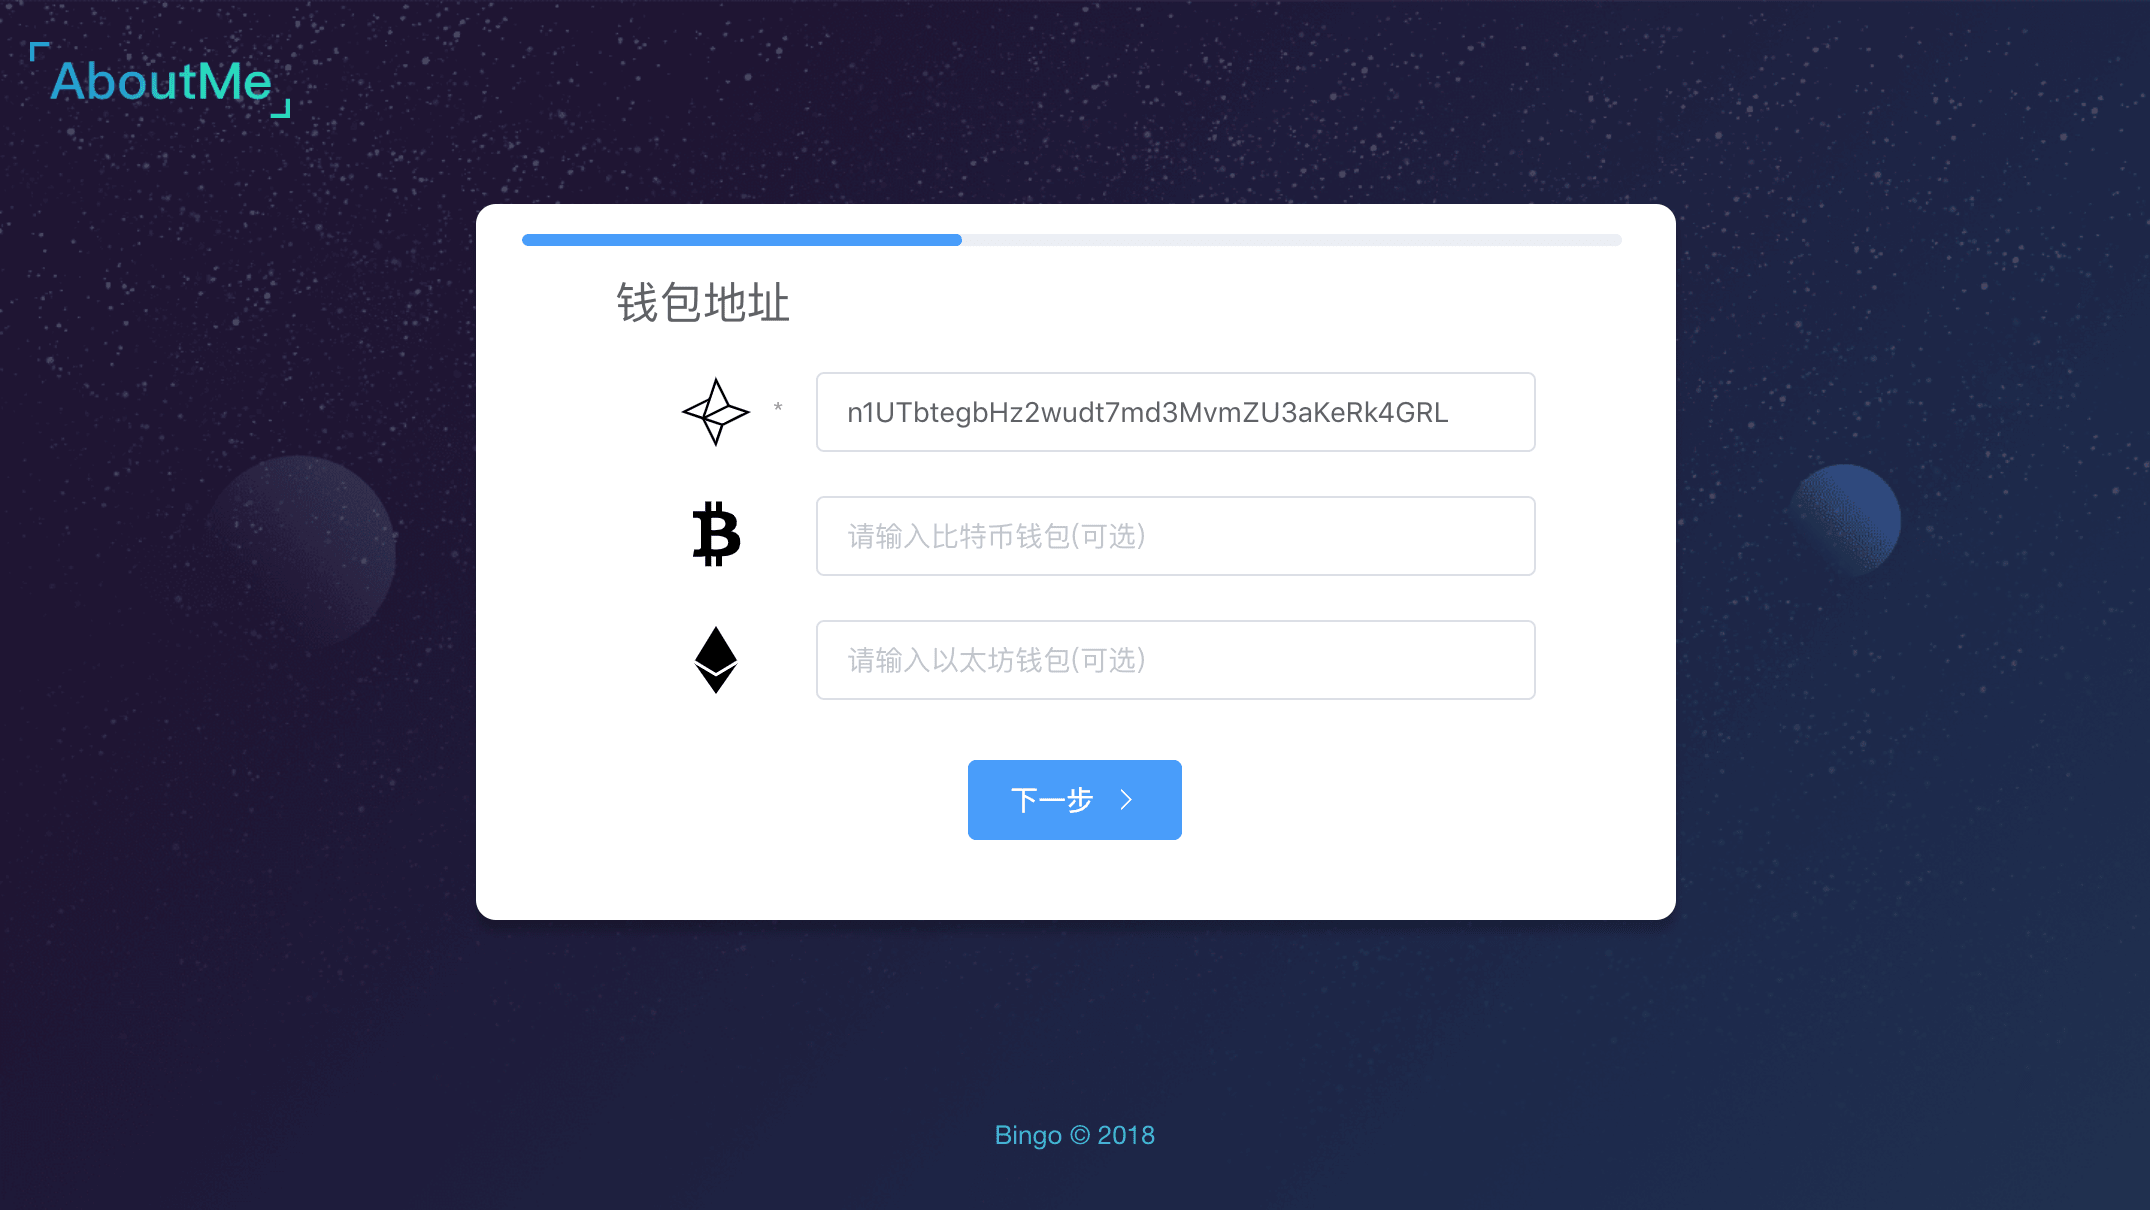 AboutMe
钱包地址
* n1UTbtegbHz2wudt7md3MvmZU3aKeRk4GRL
请输入比特币钱包(可选)
请输入以太坊钱包(可选)
下一步
Bingo © 2018